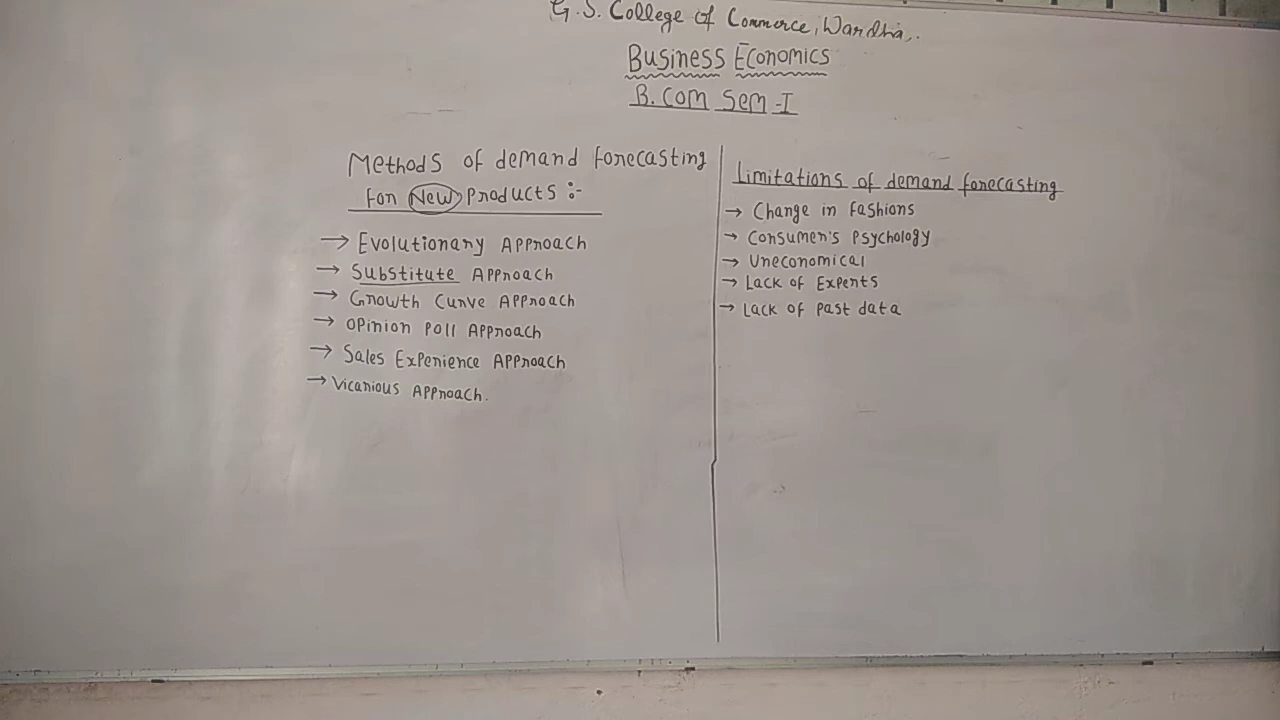 G. S. College of Commerce, Wardha,.
Business Economics
B. Com Sem - I
Methods of demand forecasting
for New Products :-
→ Evolutionary Approach
→ Substitute Approach
→ Growth Curve Approach
→ Opinion Poll Approach
→ Sales Experience Approach
→ Vicarious Approach.
Limitations of demand forecasting
→ Change in fashions
→ Consumer's Psychology
→ Uneconomical
→ Lack of Experts
→ Lack of Past data